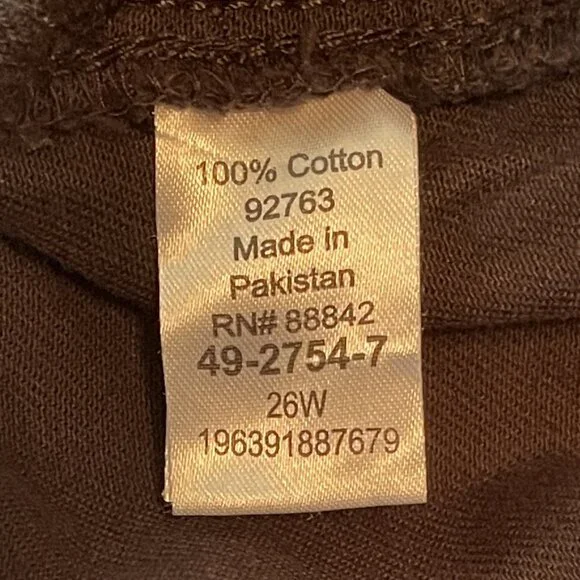 100% Cotton
92763
Made in
Pakistan
RN# 88842
49-2754-7
26W
196391887679